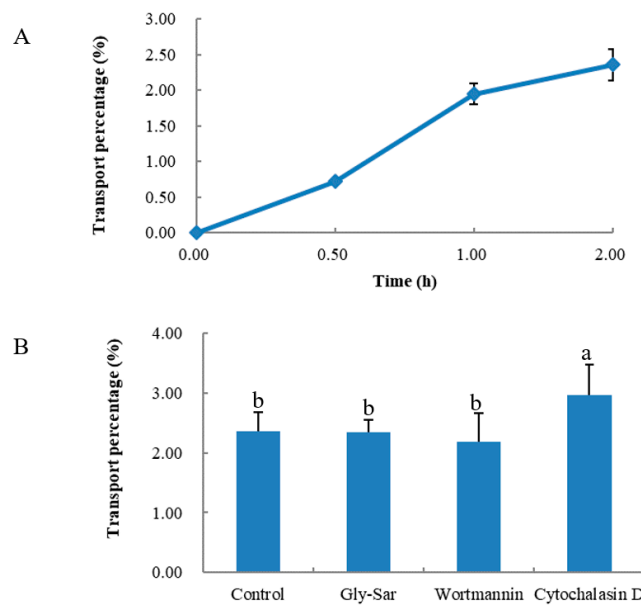 A
Transport percentage (%)
3.00
2.50
2.00
1.50
1.00
0.50
0.00
0.00 0.50 1.00 2.00
Time (h)
B
Transport percentage (%)
4.00
3.00
2.00
1.00
0.00
b b b a
Control Gly-Sar Wortmannin Cytochalasin D